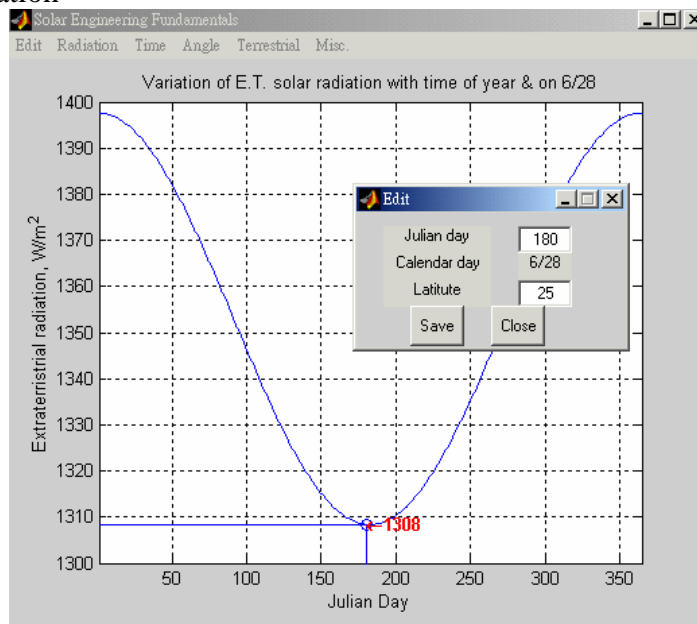 ation
Solar Engineering Fundamentals
Edit Radiation Time Angle Terrestrial Misc.
Variation of E.T. solar radiation with time of year & on 6/28
1400
1390
1380
1370
1360
1350
1340
1330
1320
1310
1300
Extraterristrial radiation, W/m²
Edit
Julian day 180
Calendar day 6/28
Latitute 25
Save Close
1308
50 100 150 200 250 300 350
Julian Day